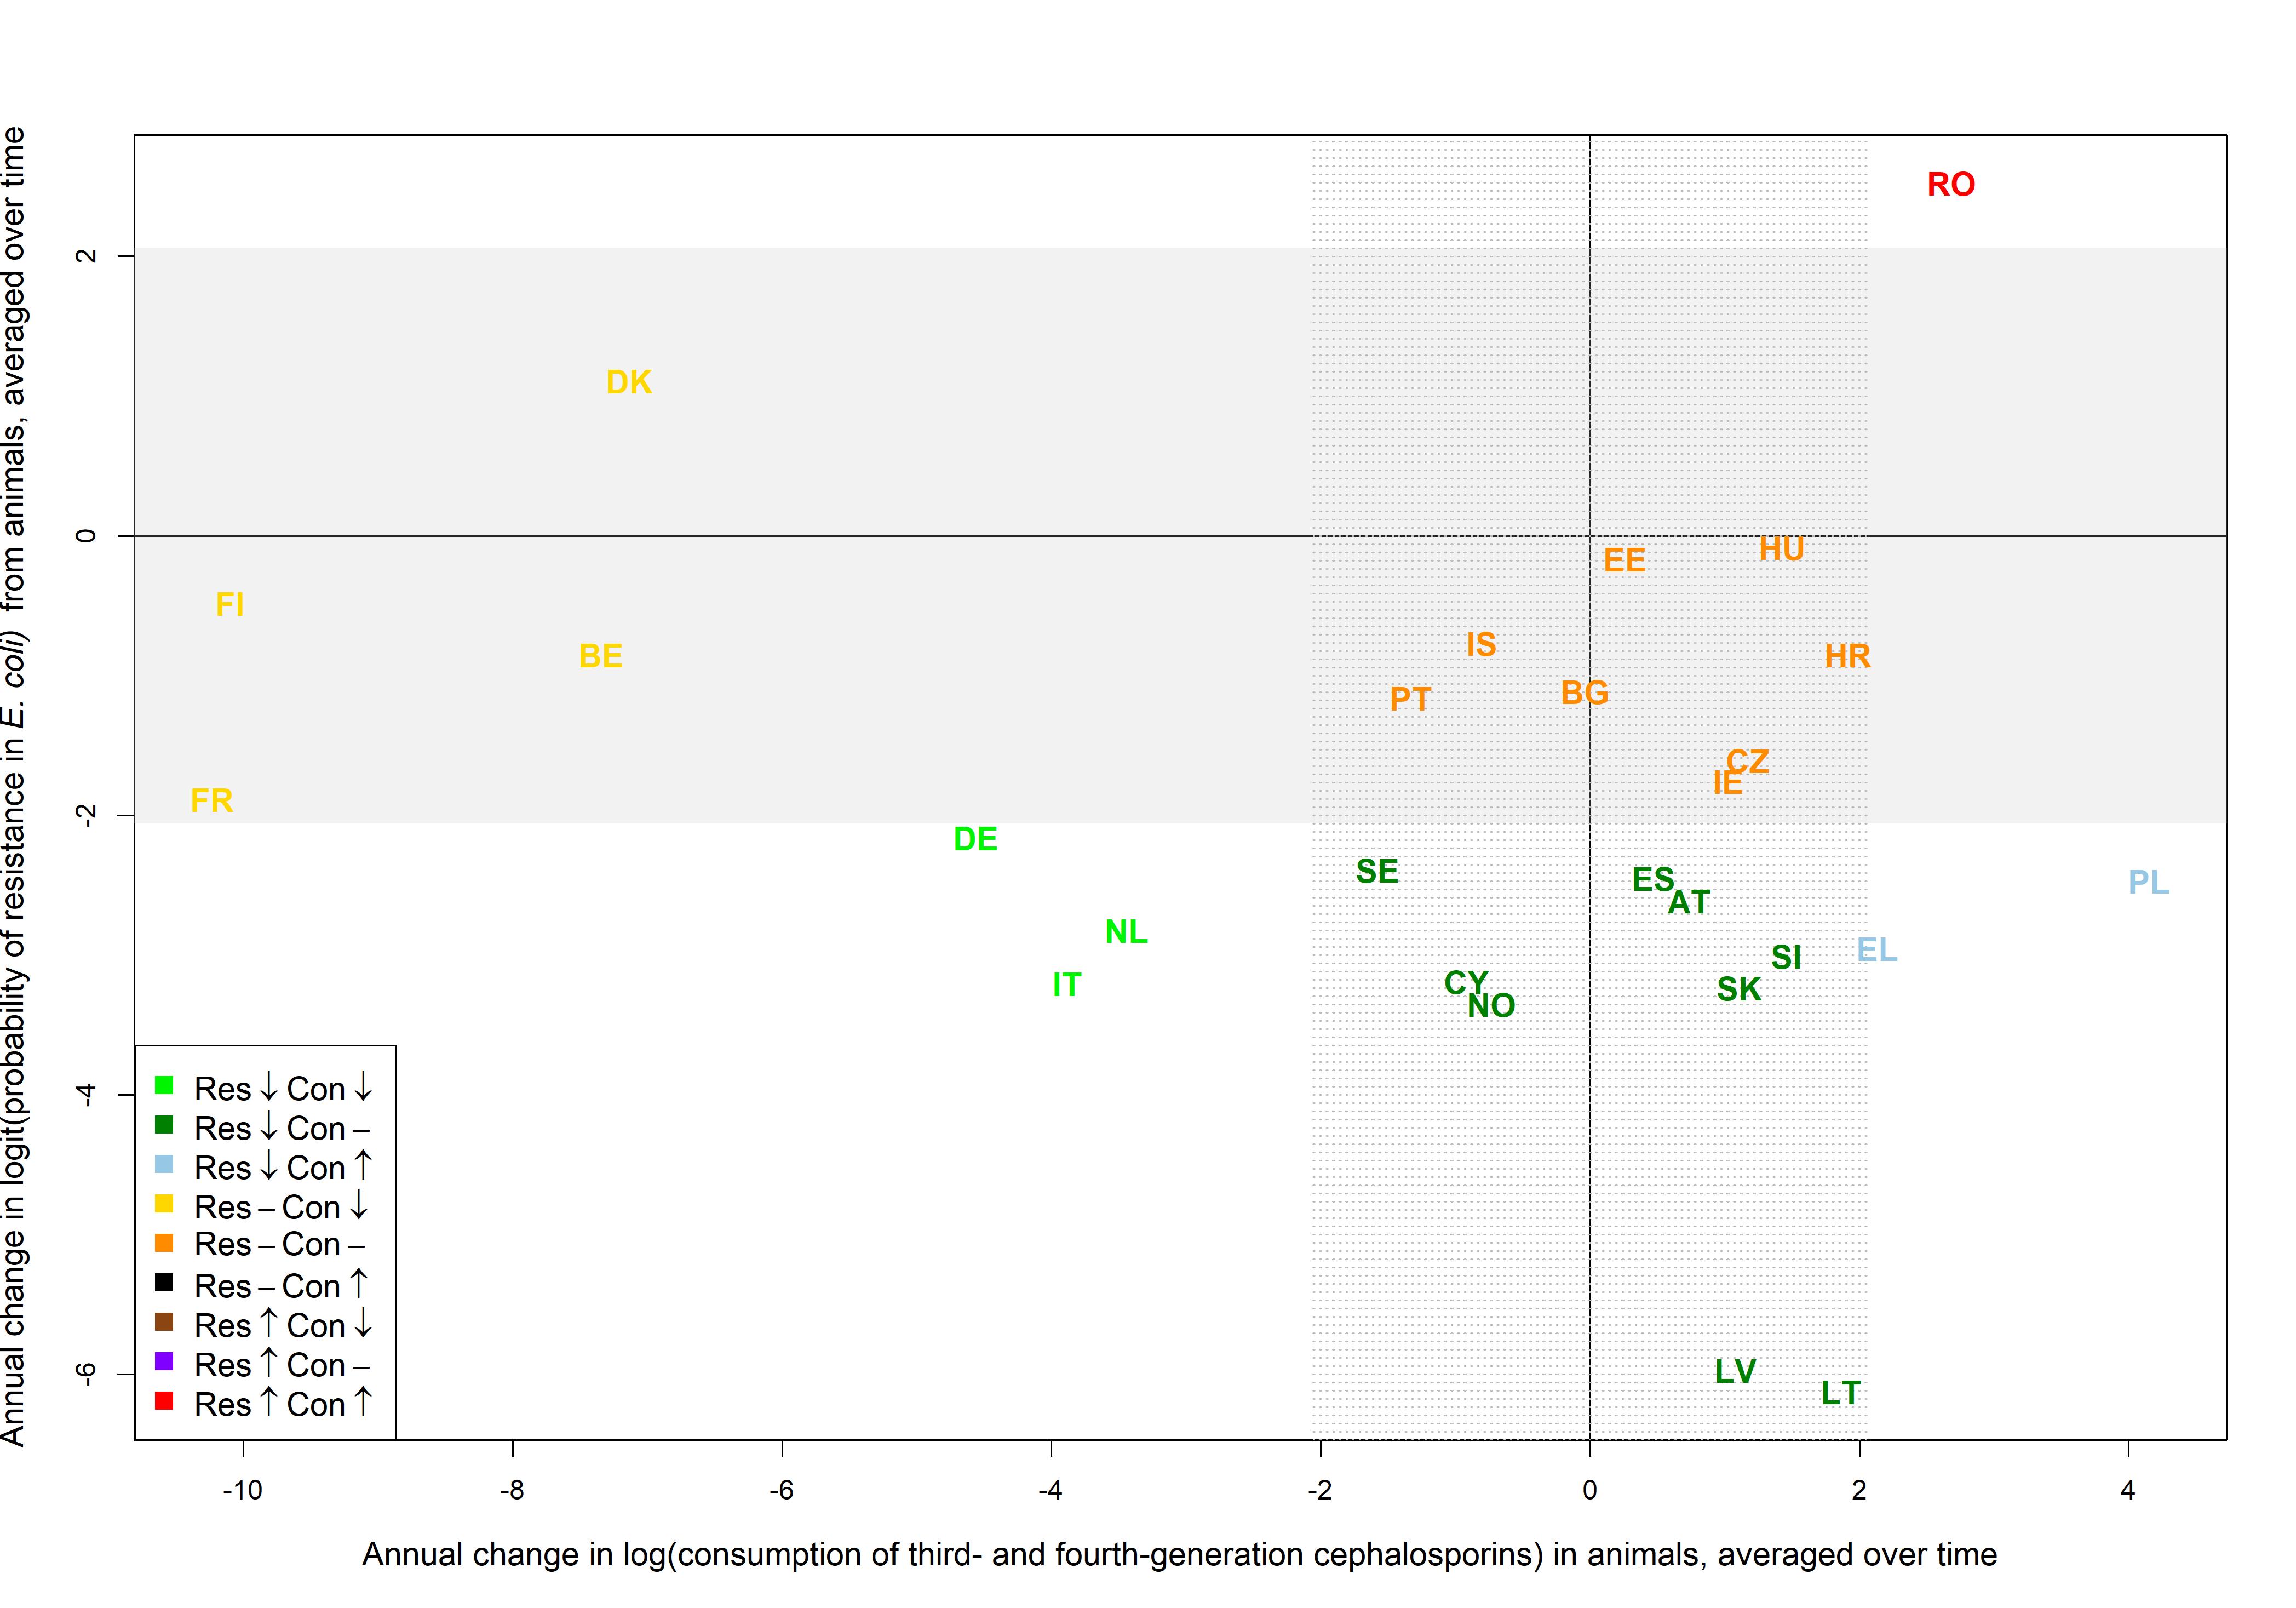 Annual change in logit(probability of resistance in E. coli) from animals, averaged over time
2
0
-2
-4
-6
RO
DK
HU
EE
FI
IS
BE
HR
BG
PT
CZ
IE
FR
DE
SE
ES
PL
AT
NL
EL
SI
CY
IT
SK
NO
LV
LT
Res ↓ Con ↓
Res ↓ Con –
Res ↓ Con ↑
Res – Con ↓
Res – Con –
Res – Con ↑
Res ↑ Con ↓
Res ↑ Con –
Res ↑ Con ↑
-10 -8 -6 -4 -2 0 2 4
Annual change in log(consumption of third- and fourth-generation cephalosporins) in animals, averaged over time